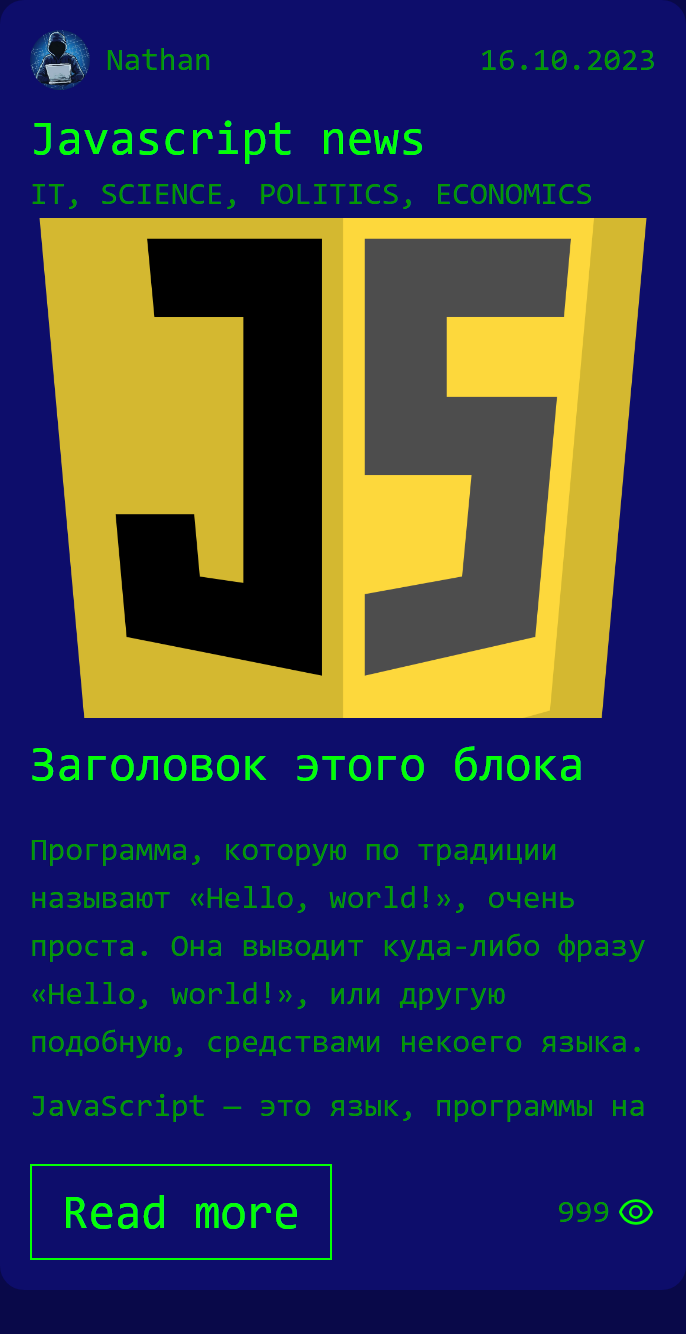 Nathan 16.10.2023
Javascript news
IT, SCIENCE, POLITICS, ECONOMICS
JS
Заголовок этого блока
Программа, которую по традиции
называют «Hello, world!», очень
проста. Она выводит куда-либо фразу
«Hello, world!», или другую
подобную, средствами некоего языка.
JavaScript — это язык, программы на
Read more 999